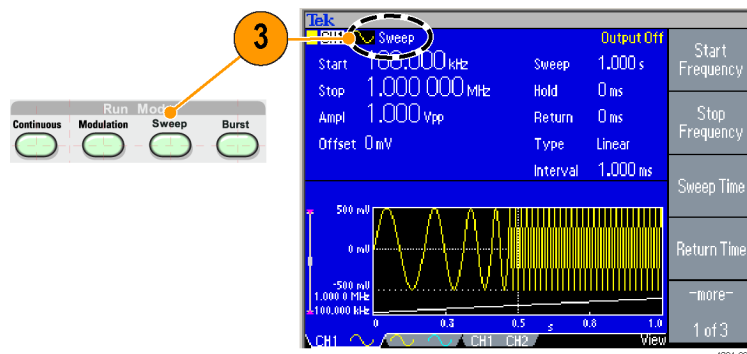 3
Run Mode
Continuous Modulation Sweep Burst
Tek
CH1 Sweep Output Off
Start 100.000 kHz Sweep 1.000 s
Stop 1.000 000 MHz Hold 0 ms
Ampl 1.000 Vpp Return 0 ms
Offset 0 mV Type Linear
Interval 1.000 ms
500 mV
0 mV
-500 mV
1.000 0 MHz
100.000 kHz
0 0.3 0.5 s 0.8 1.0
CH1 CH1 CH2 View
Start
Frequency
Stop
Frequency
Sweep Time
Return Time
-more-
1 of 3